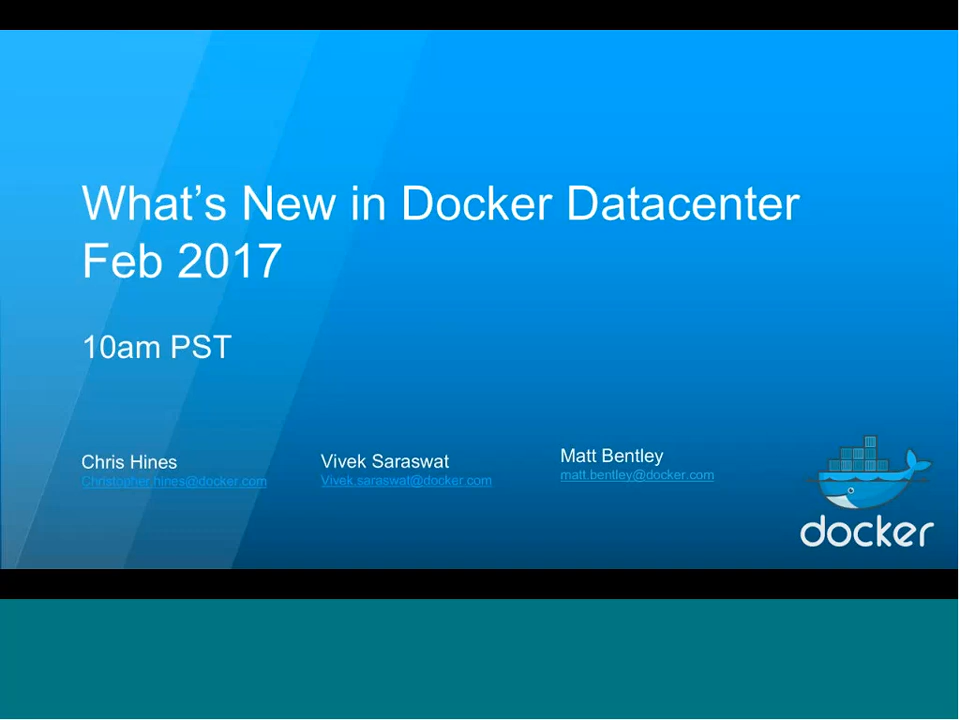 What's New in Docker Datacenter
Feb 2017
10am PST
Chris Hines
Christopher.hines@docker.com
Vivek Saraswat
Vivek.saraswat@docker.com
Matt Bentley
matt.bentley@docker.com
docker